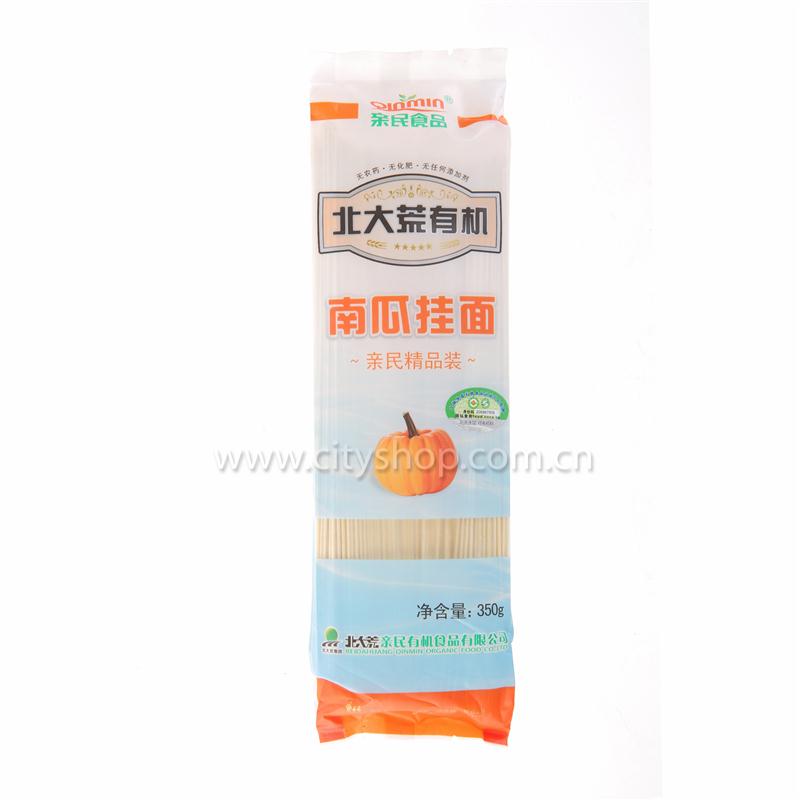 Qinmin®
亲民食品
无农药·无化肥·无任何添加剂
北大荒有机
南瓜挂面
~ 亲民精品装 ~
www.cityshop.com.cn
净含量: 350g
北大荒亲民有机食品有限公司
BEIDAHUANG QINMIN ORGANIC FOOD CO.LTD